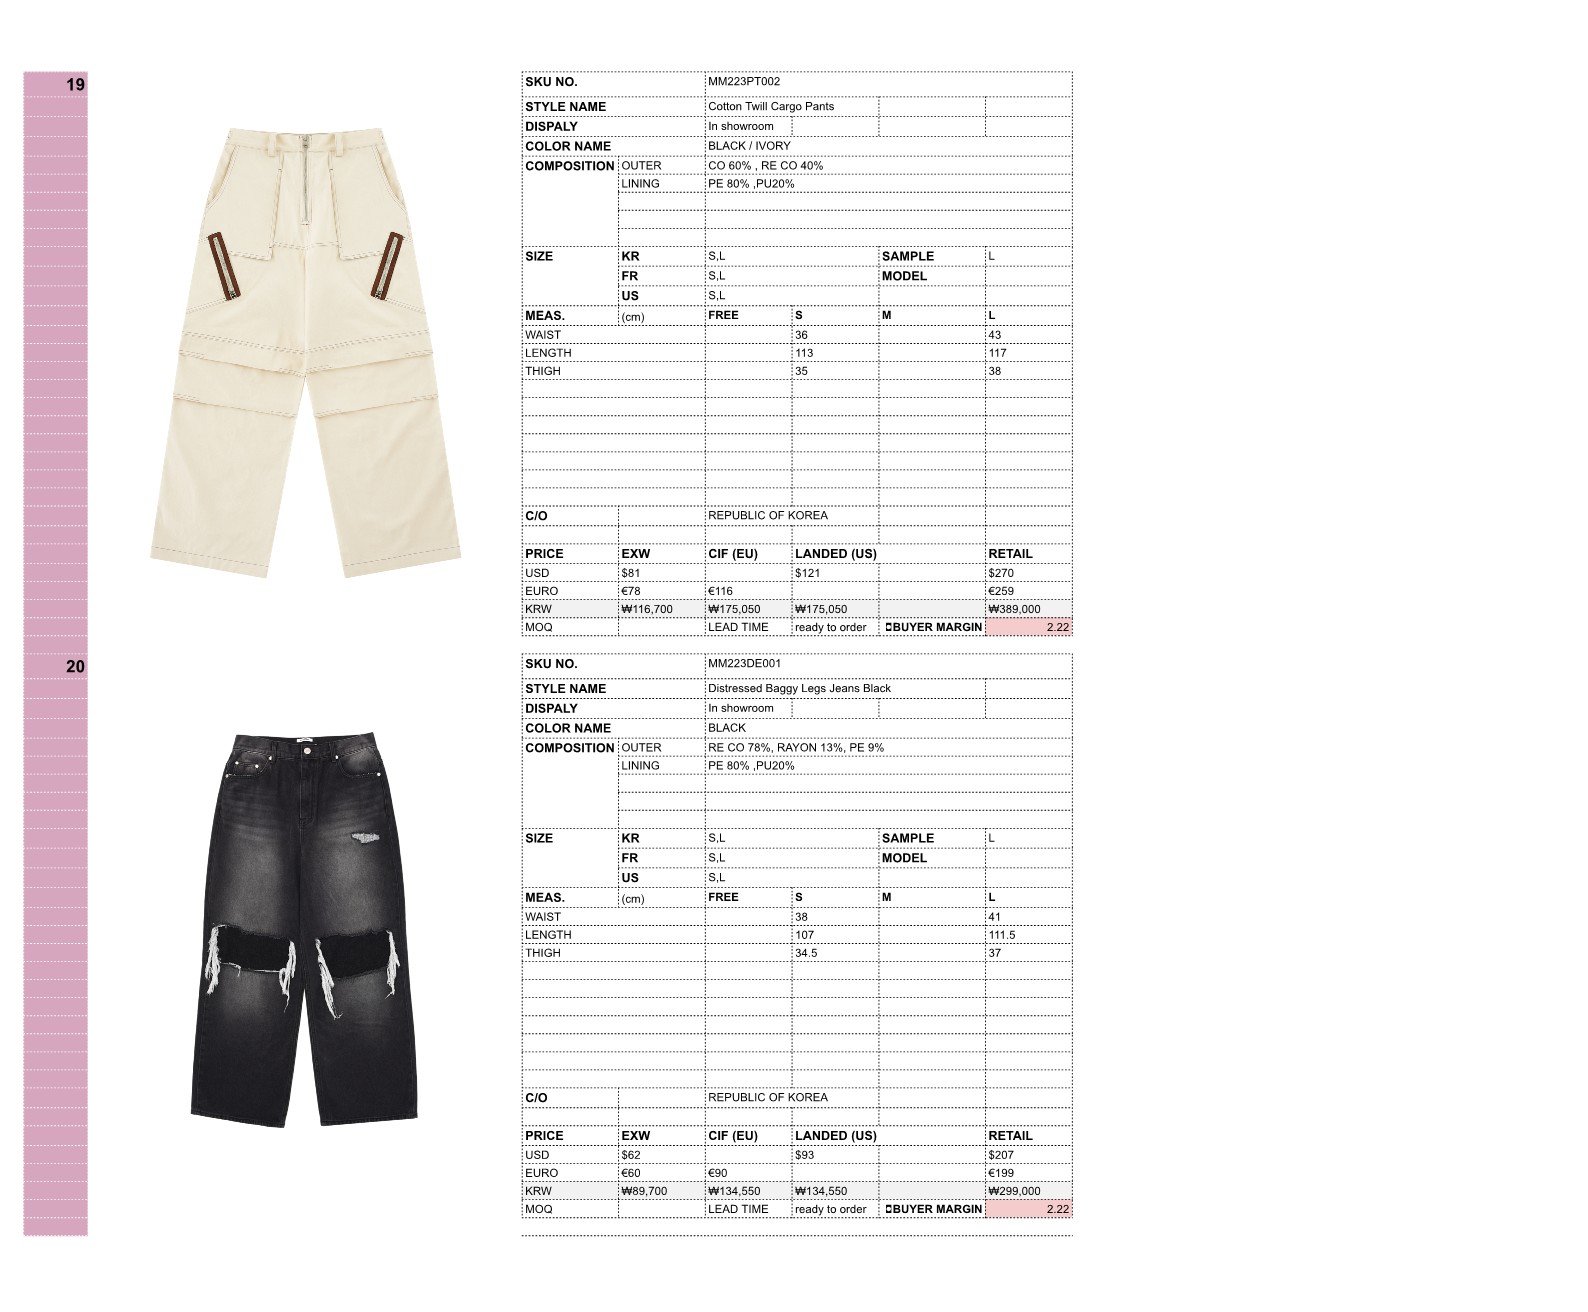 19
SKU NO. MM223PT002
STYLE NAME Cotton Twill Cargo Pants
DISPALY In showroom
COLOR NAME BLACK / IVORY
COMPOSITION OUTER CO 60% , RE CO 40%
LINING PE 80% ,PU20%
SIZE KR S,L SAMPLE L
FR S,L MODEL
US S,L
MEAS. (cm) FREE S M L
WAIST 36 43
LENGTH 113 117
THIGH 35 38
C/O REPUBLIC OF KOREA
PRICE EXW CIF (EU) LANDED (US) RETAIL
USD $81 $121 $270
EURO €78 €116 €259
KRW ₩116,700 ₩175,050 ₩175,050 ₩389,000
MOQ LEAD TIME ready to order BUYER MARGIN 2.22
20
SKU NO. MM223DE001
STYLE NAME Distressed Baggy Legs Jeans Black
DISPALY In showroom
COLOR NAME BLACK
COMPOSITION OUTER RE CO 78%, RAYON 13%, PE 9%
LINING PE 80% ,PU20%
SIZE KR S,L SAMPLE L
FR S,L MODEL
US S,L
MEAS. (cm) FREE S M L
WAIST 38 41
LENGTH 107 111.5
THIGH 34.5 37
C/O REPUBLIC OF KOREA
PRICE EXW CIF (EU) LANDED (US) RETAIL
USD $62 $93 $207
EURO €60 €90 €199
KRW ₩89,700 ₩134,550 ₩134,550 ₩299,000
MOQ LEAD TIME ready to order BUYER MARGIN 2.22